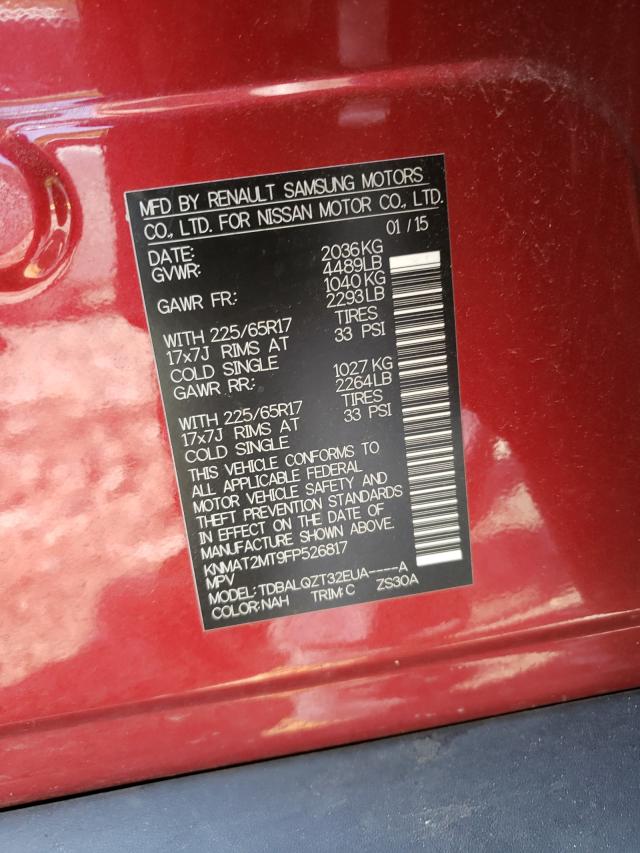 MFD BY RENAULT SAMSUNG MOTORS
CO., LTD. FOR NISSAN MOTOR CO., LTD.
DATE: 01 / 15
GVWR: 2036KG
4489LB
GAWR FR: 1040KG
2293LB
WITH 225/65R17 TIRES
17x7J RIMS AT 33 PSI
COLD SINGLE
GAWR RR: 1027 KG
2264LB
WITH 225/65R17 TIRES
17x7J RIMS AT 33 PSI
COLD SINGLE
THIS VEHICLE CONFORMS TO
ALL APPLICABLE FEDERAL
MOTOR VEHICLE SAFETY AND
THEFT PREVENTION STANDARDS
IN EFFECT ON THE DATE OF
MANUFACTURE SHOWN ABOVE.
KNMAT2MT9FP526817
MPV
MODEL:TDBALQZT32EUA----A
COLOR:NAH TRIM:C ZS30A